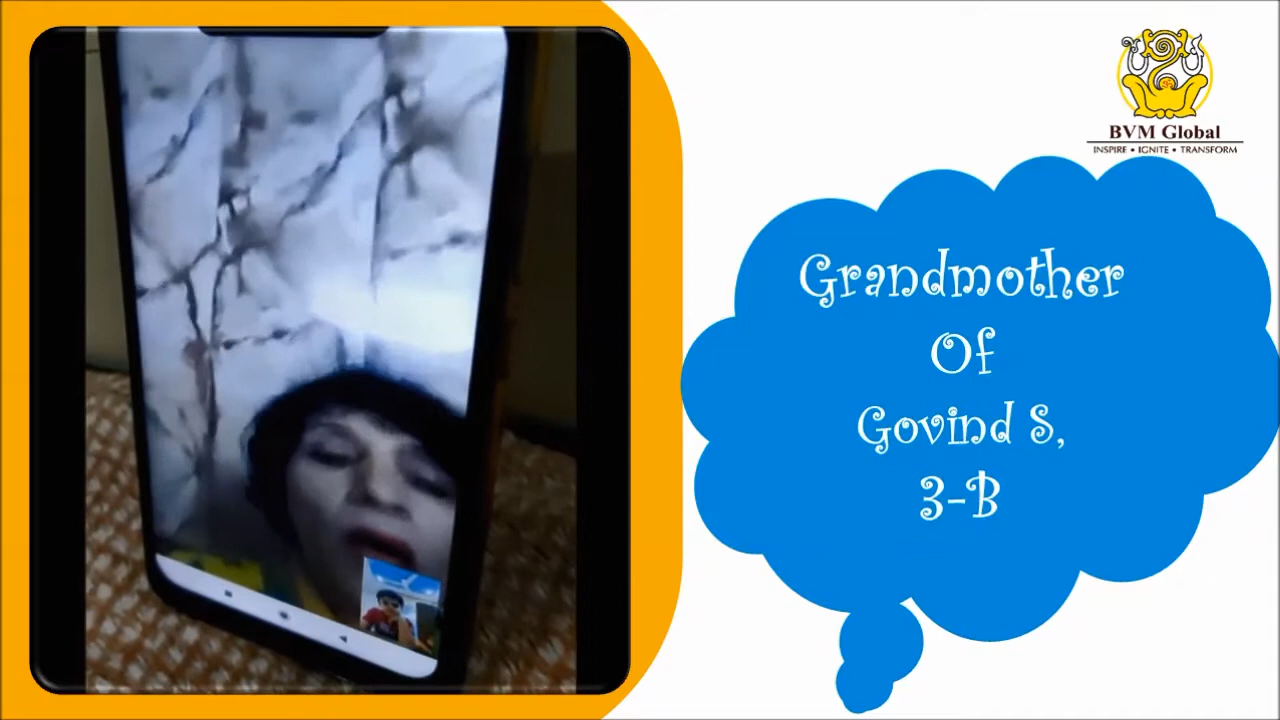 BVM Global
INSPIRE • IGNITE • TRANSFORM
Grandmother
Of
Govind S,
3-B